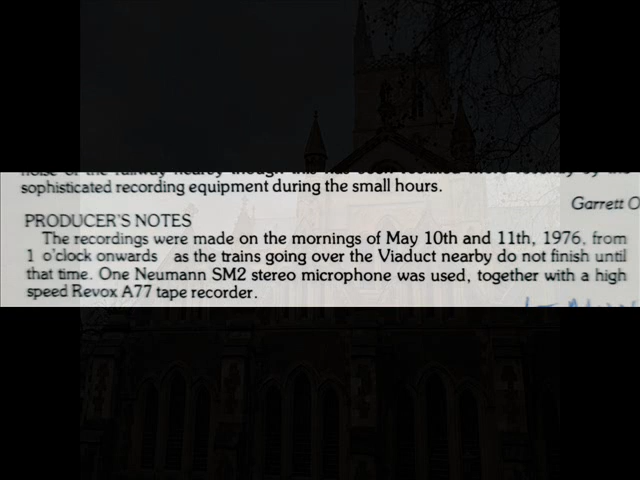 sophisticated recording equipment during the small hours.
Garrett O
PRODUCER'S NOTES
The recordings were made on the mornings of May 10th and 11th, 1976, from
1 o'clock onwards as the trains going over the Viaduct nearby do not finish until
that time. One Neumann SM2 stereo microphone was used, together with a high
speed Revox A77 tape recorder.